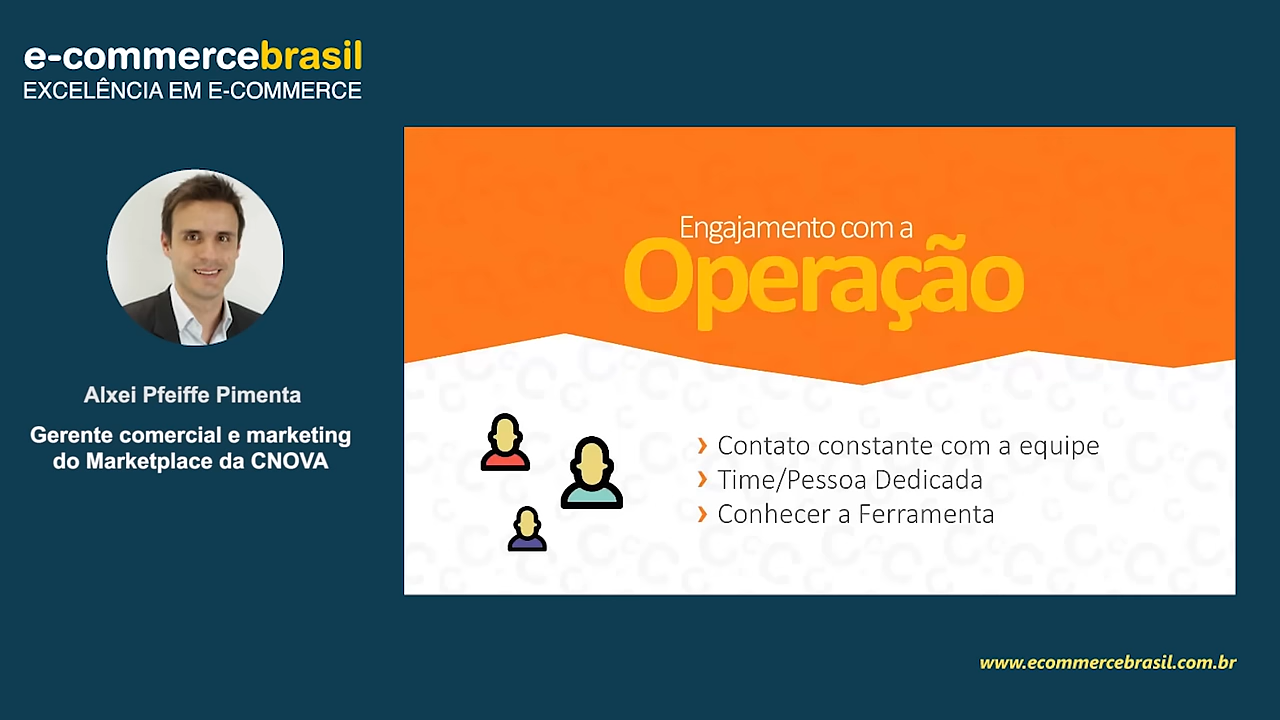 e-commercebrasil
EXCELÊNCIA EM E-COMMERCE
Alxei Pfeiffe Pimenta
Gerente comercial e marketing
do Marketplace da CNOVA
Engajamento com a
Operação
› Contato constante com a equipe
› Time/Pessoa Dedicada
› Conhecer a Ferramenta
www.ecommercebrasil.com.br